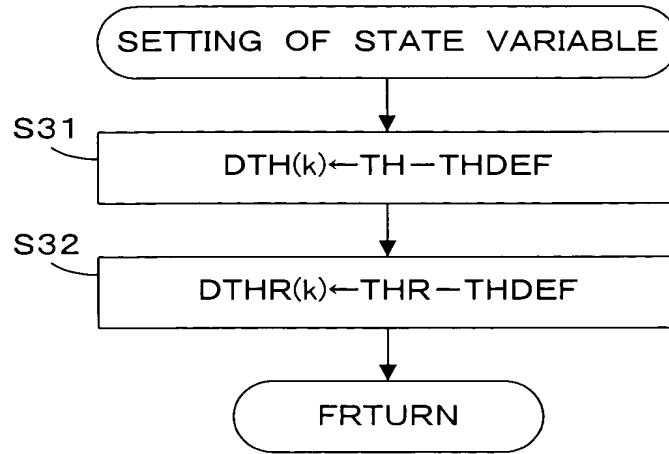 SETTING OF STATE VARIABLE
S31
DTH(k)←TH−THDEF
S32
DTHR(k)←THR−THDEF
FRTURN